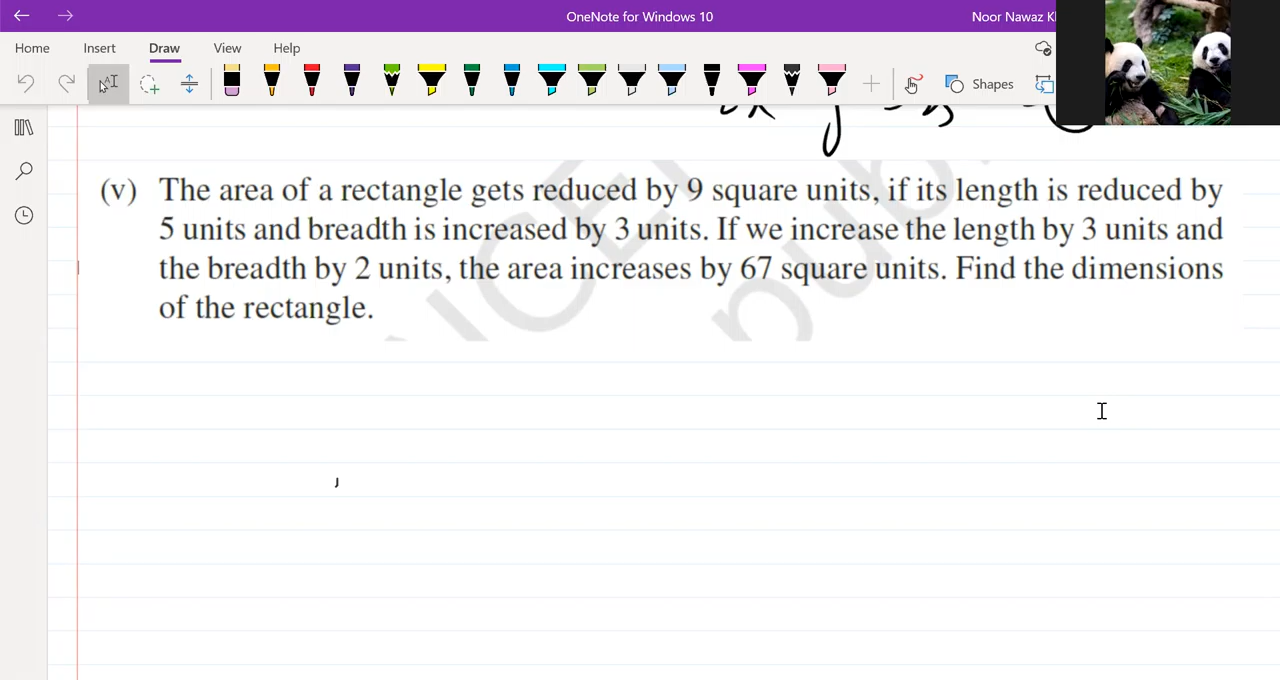 OneNote for Windows 10
Noor Nawaz Kl
Home Insert Draw View Help
Shapes
(v) The area of a rectangle gets reduced by 9 square units, if its length is reduced by
5 units and breadth is increased by 3 units. If we increase the length by 3 units and
the breadth by 2 units, the area increases by 67 square units. Find the dimensions
of the rectangle.